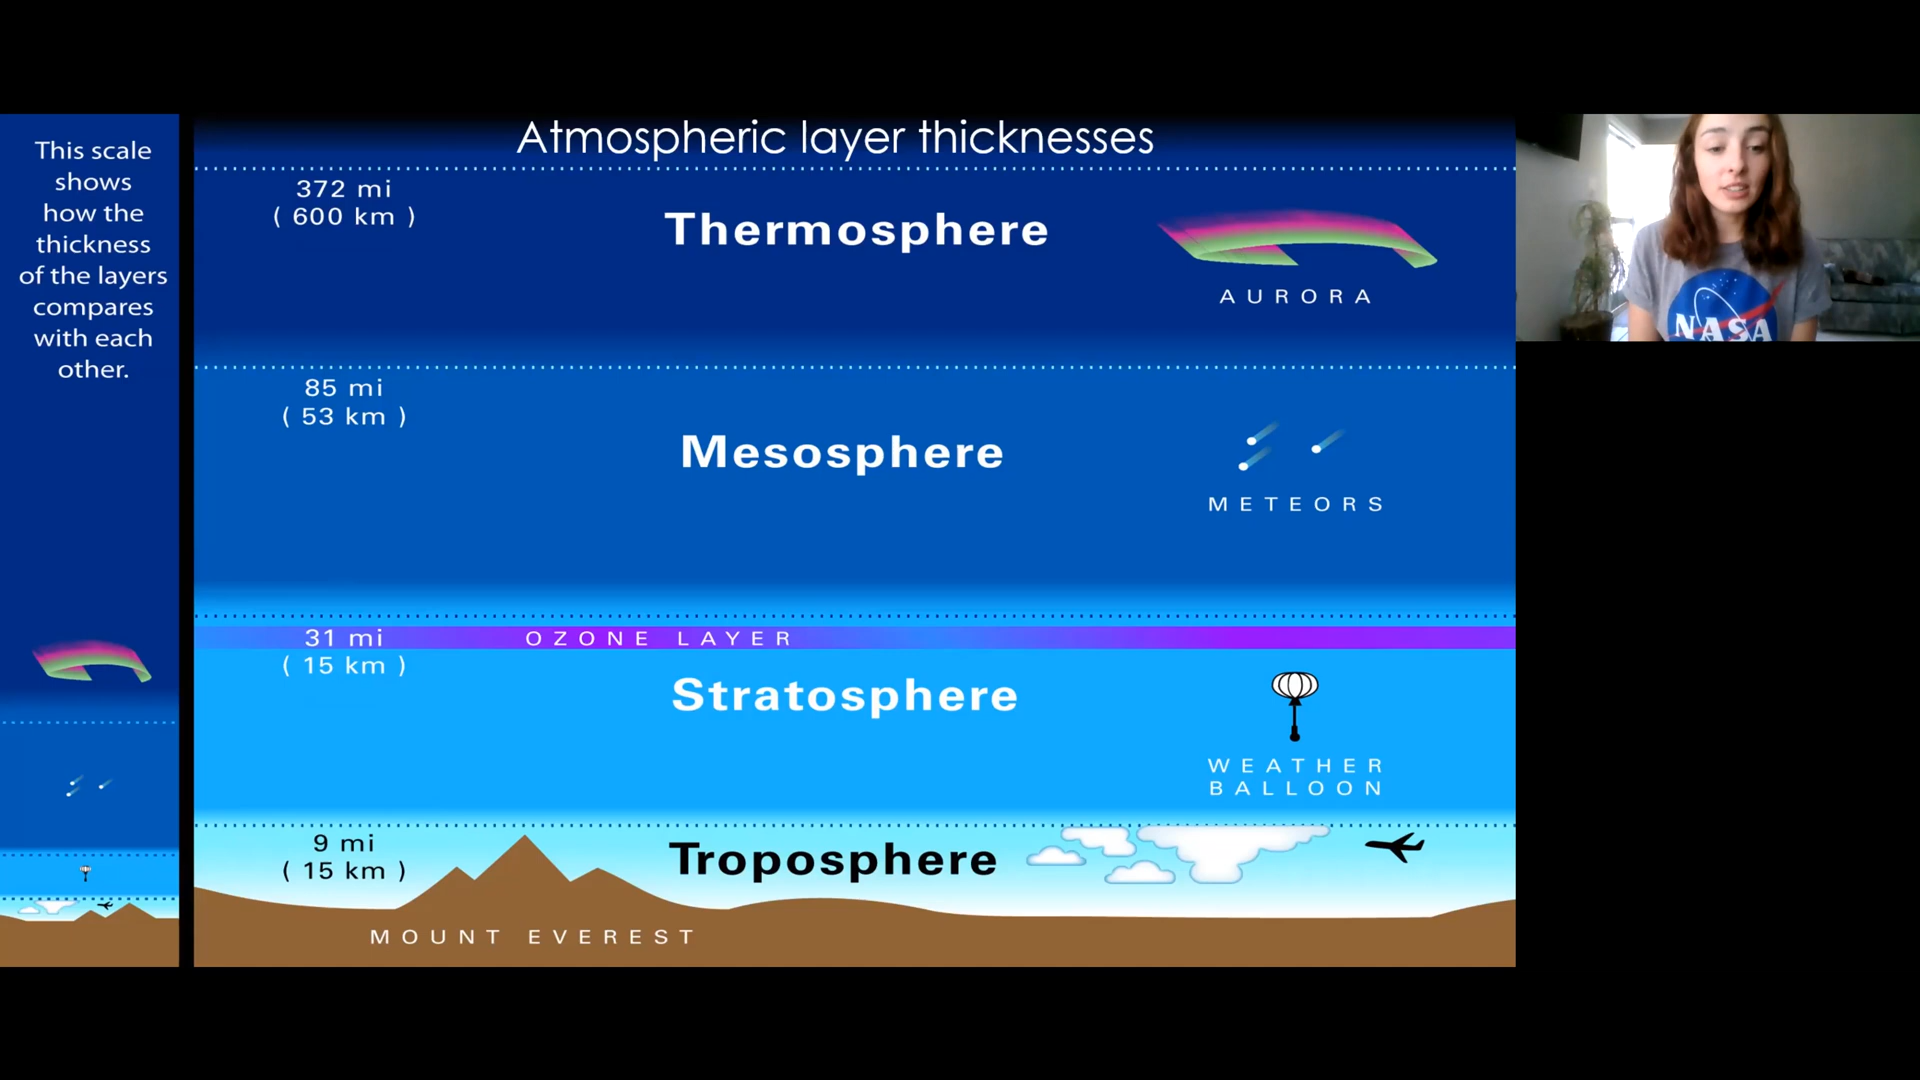 This scale
shows
how the
thickness
of the layers
compares
with each
other.
Atmospheric layer thicknesses
372 mi
( 600 km )
Thermosphere
AURORA
85 mi
( 53 km )
Mesosphere
METEORS
31 mi
( 15 km )
OZONE LAYER
Stratosphere
WEATHER
BALLOON
9 mi
( 15 km )
Troposphere
MOUNT EVEREST
NASA